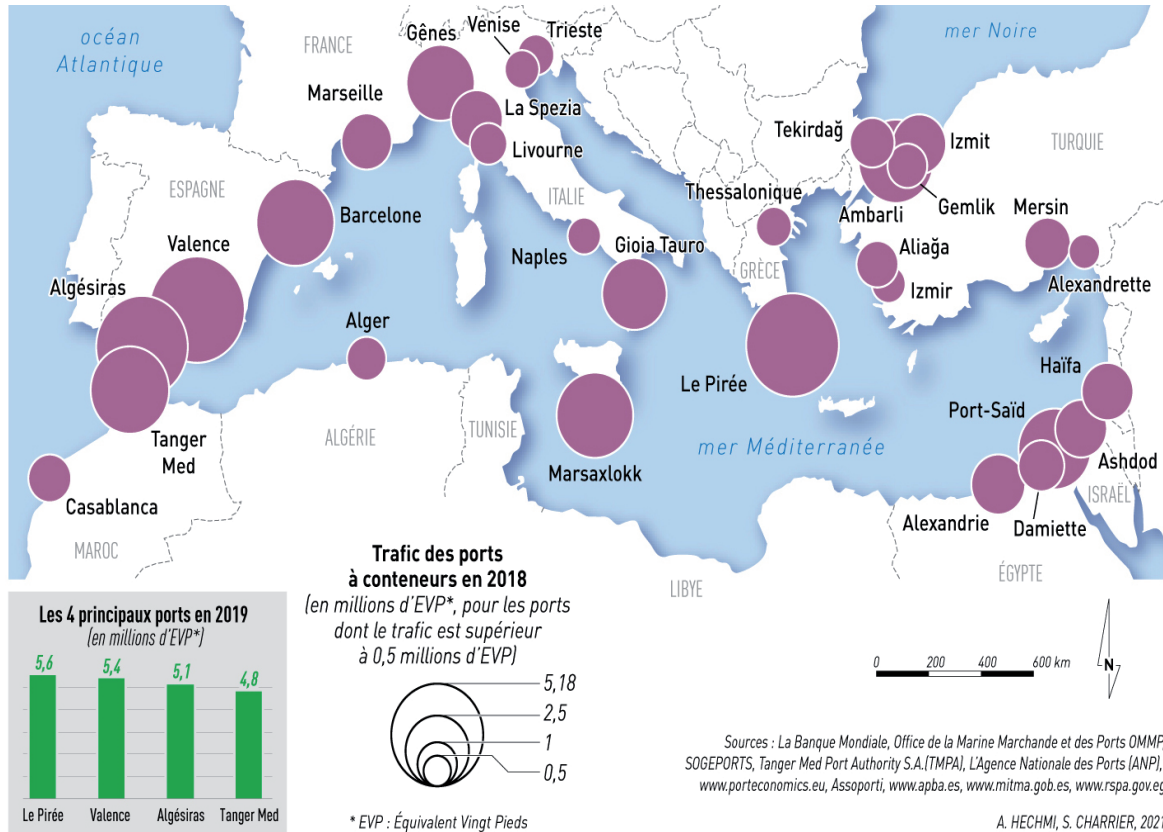 océan
Atlantique
FRANCE
Gênes
Venise
Trieste
mer Noire
Marseille
La Spezia
Livourne
Tekirdağ
Izmit
TURQUIE
ESPAGNE
Barcelone
ITALIE
Thessalonique
Ambarli
Gemlik
Mersin
Valence
Naples
Gioia Tauro
Aliağa
GRÈCE
Izmir
Alexandrette
Algésiras
Alger
Le Pirée
Haïfa
Port-Saïd
Tanger
Med
ALGÉRIE
TUNISIE
Marsaxlokk
mer Méditerranée
Ashdod
ISRAËL
Casablanca
Alexandrie
Damiette
MAROC
LIBYE
ÉGYPTE
Les 4 principaux ports en 2019
(en millions d'EVP*)
5,6
5,4
5,1
4,8
Le Pirée
Valence
Algésiras
Tanger Med
Trafic des ports
à conteneurs en 2018
(en millions d'EVP*, pour les ports
dont le trafic est supérieur
à 0,5 millions d'EVP)
5,18
2,5
1
0,5
* EVP : Équivalent Vingt Pieds
0 200 400 600 km
N
Sources : La Banque Mondiale, Office de la Marine Marchande et des Ports OMMP,
SOGEPORTS, Tanger Med Port Authority S.A.(TMPA), L'Agence Nationale des Ports (ANP),
www.porteconomics.eu, Assoporti, www.apba.es, www.mitma.gob.es, www.rspa.gov.eg
A. HECHMI, S. CHARRIER, 2021